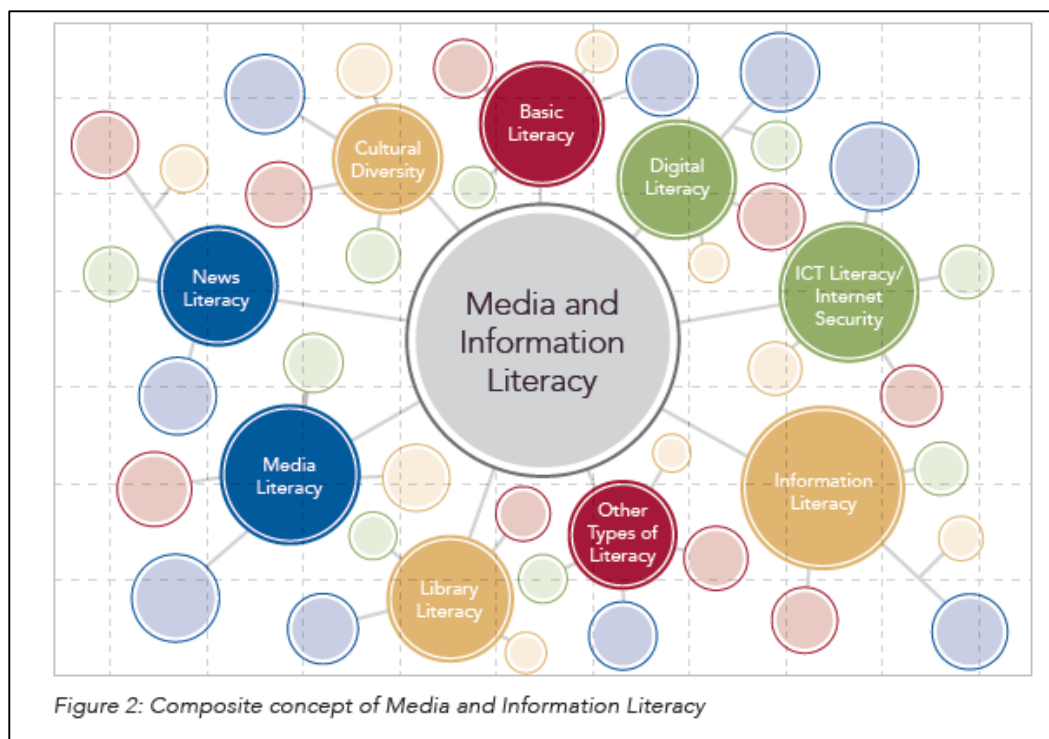 Basic
Literacy
Cultural
Diversity
Digital
Literacy
News
Literacy
ICT Literacy/
Internet
Security
Media and
Information
Literacy
Media
Literacy
Information
Literacy
Other
Types of
Literacy
Library
Literacy
Figure 2: Composite concept of Media and Information Literacy